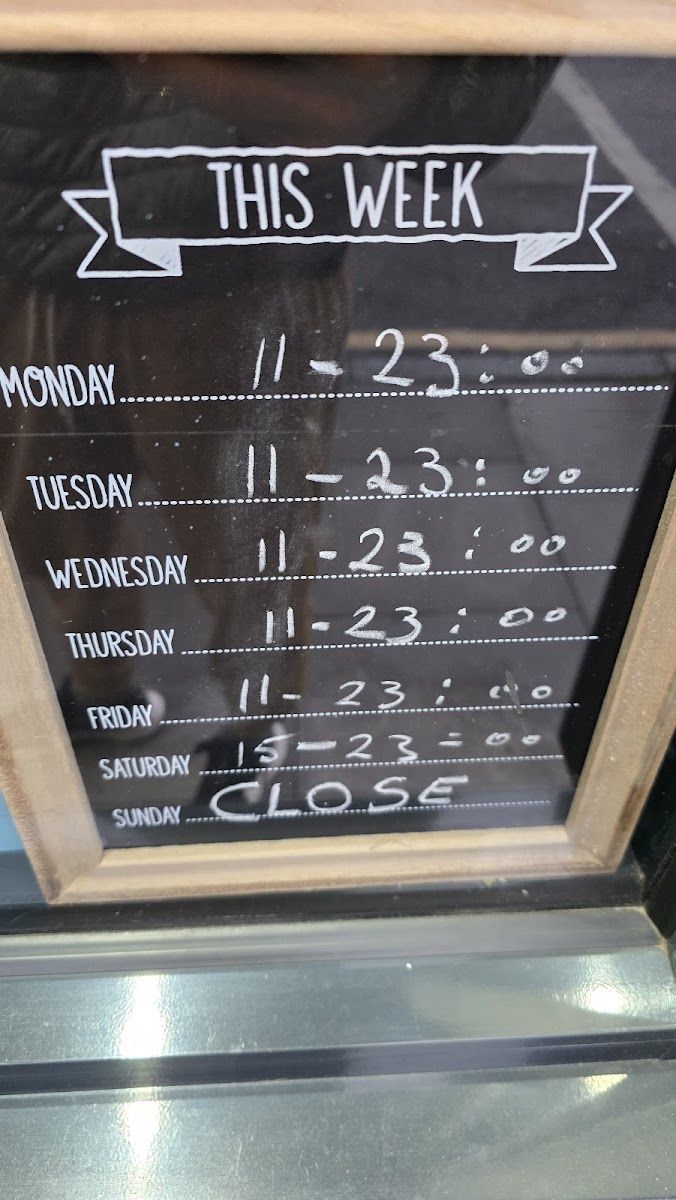 THIS WEEK
MONDAY 11 - 23:00
TUESDAY 11 - 23:00
WEDNESDAY 11 - 23:00
THURSDAY 11 - 23:00
FRIDAY 11 - 23:00
SATURDAY 15 - 23=00
SUNDAY CLOSE